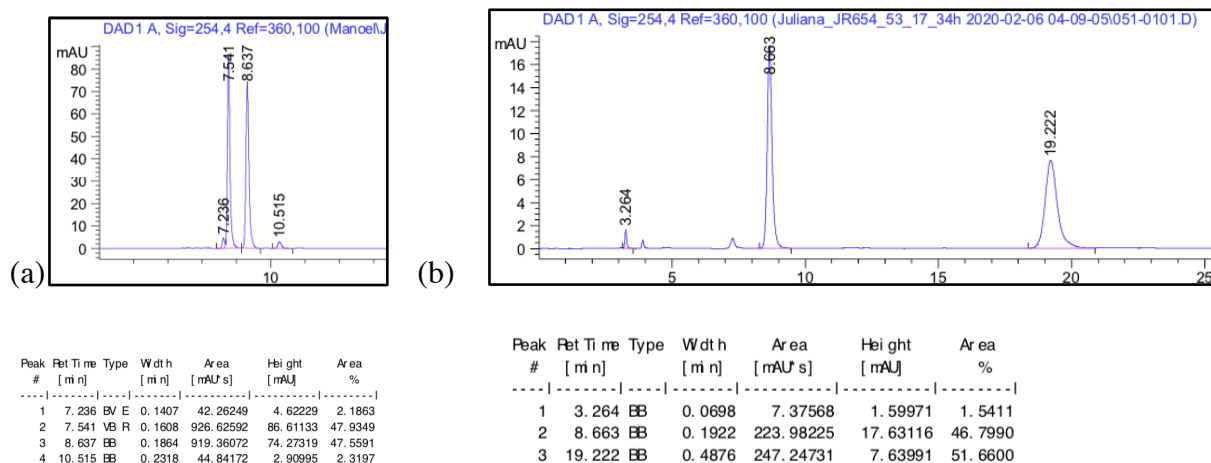 DAD1 A, Sig=254,4 Ref=360,100 (Manoel\J
mAU
80
70
60
50
40
30
20
10
0
7.236
7.541
8.637
10.515
10
(a)
DAD1 A, Sig=254,4 Ref=360,100 (Juliana_JR654_53_17_34h 2020-02-06 04-09-05\051-0101.D)
mAU
16
14
12
10
8
6
4
2
0
3.264
8.663
19.222
5
10
15
20
25
(b)
Peak Ret Time Type Width Area Height Area
# [min] [min] [mAU*s] [mAU] %
----|-------|----|-------|----------|----------|--------|
1 7.236 BV E 0.1407 42.26249 4.62229 2.1863
2 7.541 VB R 0.1608 926.62592 86.61133 47.9349
3 8.637 BB 0.1864 919.36072 74.27319 47.5591
4 10.515 BB 0.2318 44.84172 2.90995 2.3197
Peak Ret Time Type Width Area Height Area
# [min] [min] [mAU*s] [mAU] %
----|-------|----|-------|----------|----------|--------|
1 3.264 BB 0.0698 7.37568 1.59971 1.5411
2 8.663 BB 0.1922 223.98225 17.63116 46.7990
3 19.222 BB 0.4876 247.24731 7.63991 51.6600